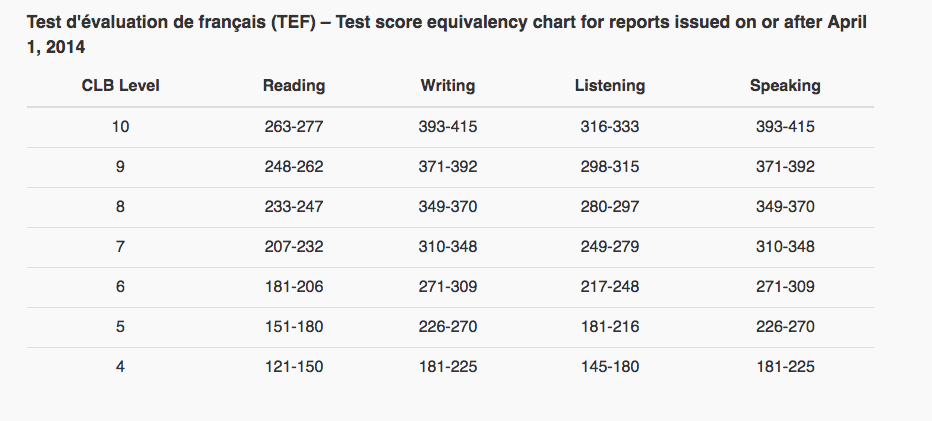 Test d'évaluation de français (TEF) – Test score equivalency chart for reports issued on or after April
1, 2014
CLB Level Reading Writing Listening Speaking
10 263-277 393-415 316-333 393-415
9 248-262 371-392 298-315 371-392
8 233-247 349-370 280-297 349-370
7 207-232 310-348 249-279 310-348
6 181-206 271-309 217-248 271-309
5 151-180 226-270 181-216 226-270
4 121-150 181-225 145-180 181-225